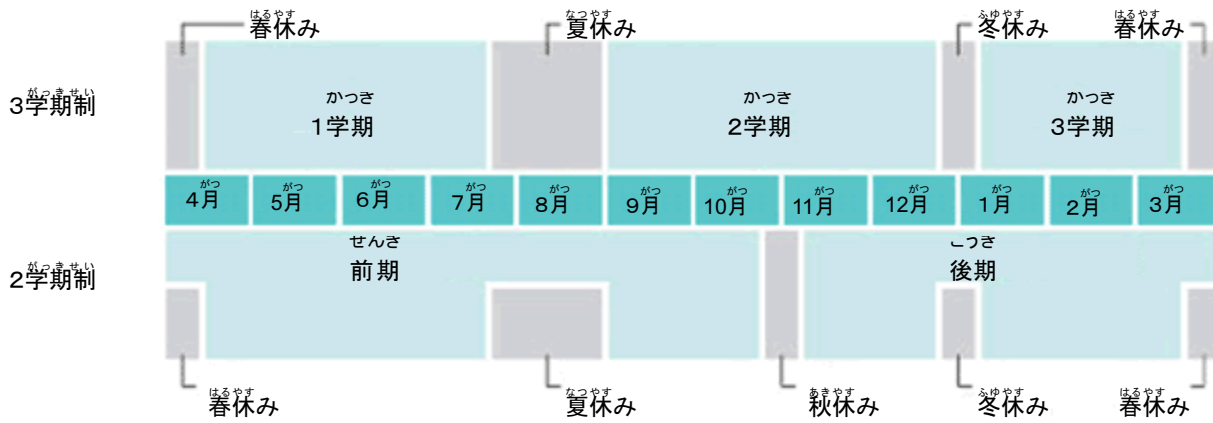 はるやす なつやす ふゆやす はるやす
春休み 夏休み 冬休み 春休み
がっきせい
3学期制
かっき かっき かっき
1学期 2学期 3学期
がつ がつ がつ がつ がつ がつ がつ がつ がつ がつ がつ がつ
4月 5月 6月 7月 8月 9月 10月 11月 12月 1月 2月 3月
がっきせい
2学期制
せんき こうき
前期 後期
はるやす なつやす あきやす ふゆやす はるやす
春休み 夏休み 秋休み 冬休み 春休み